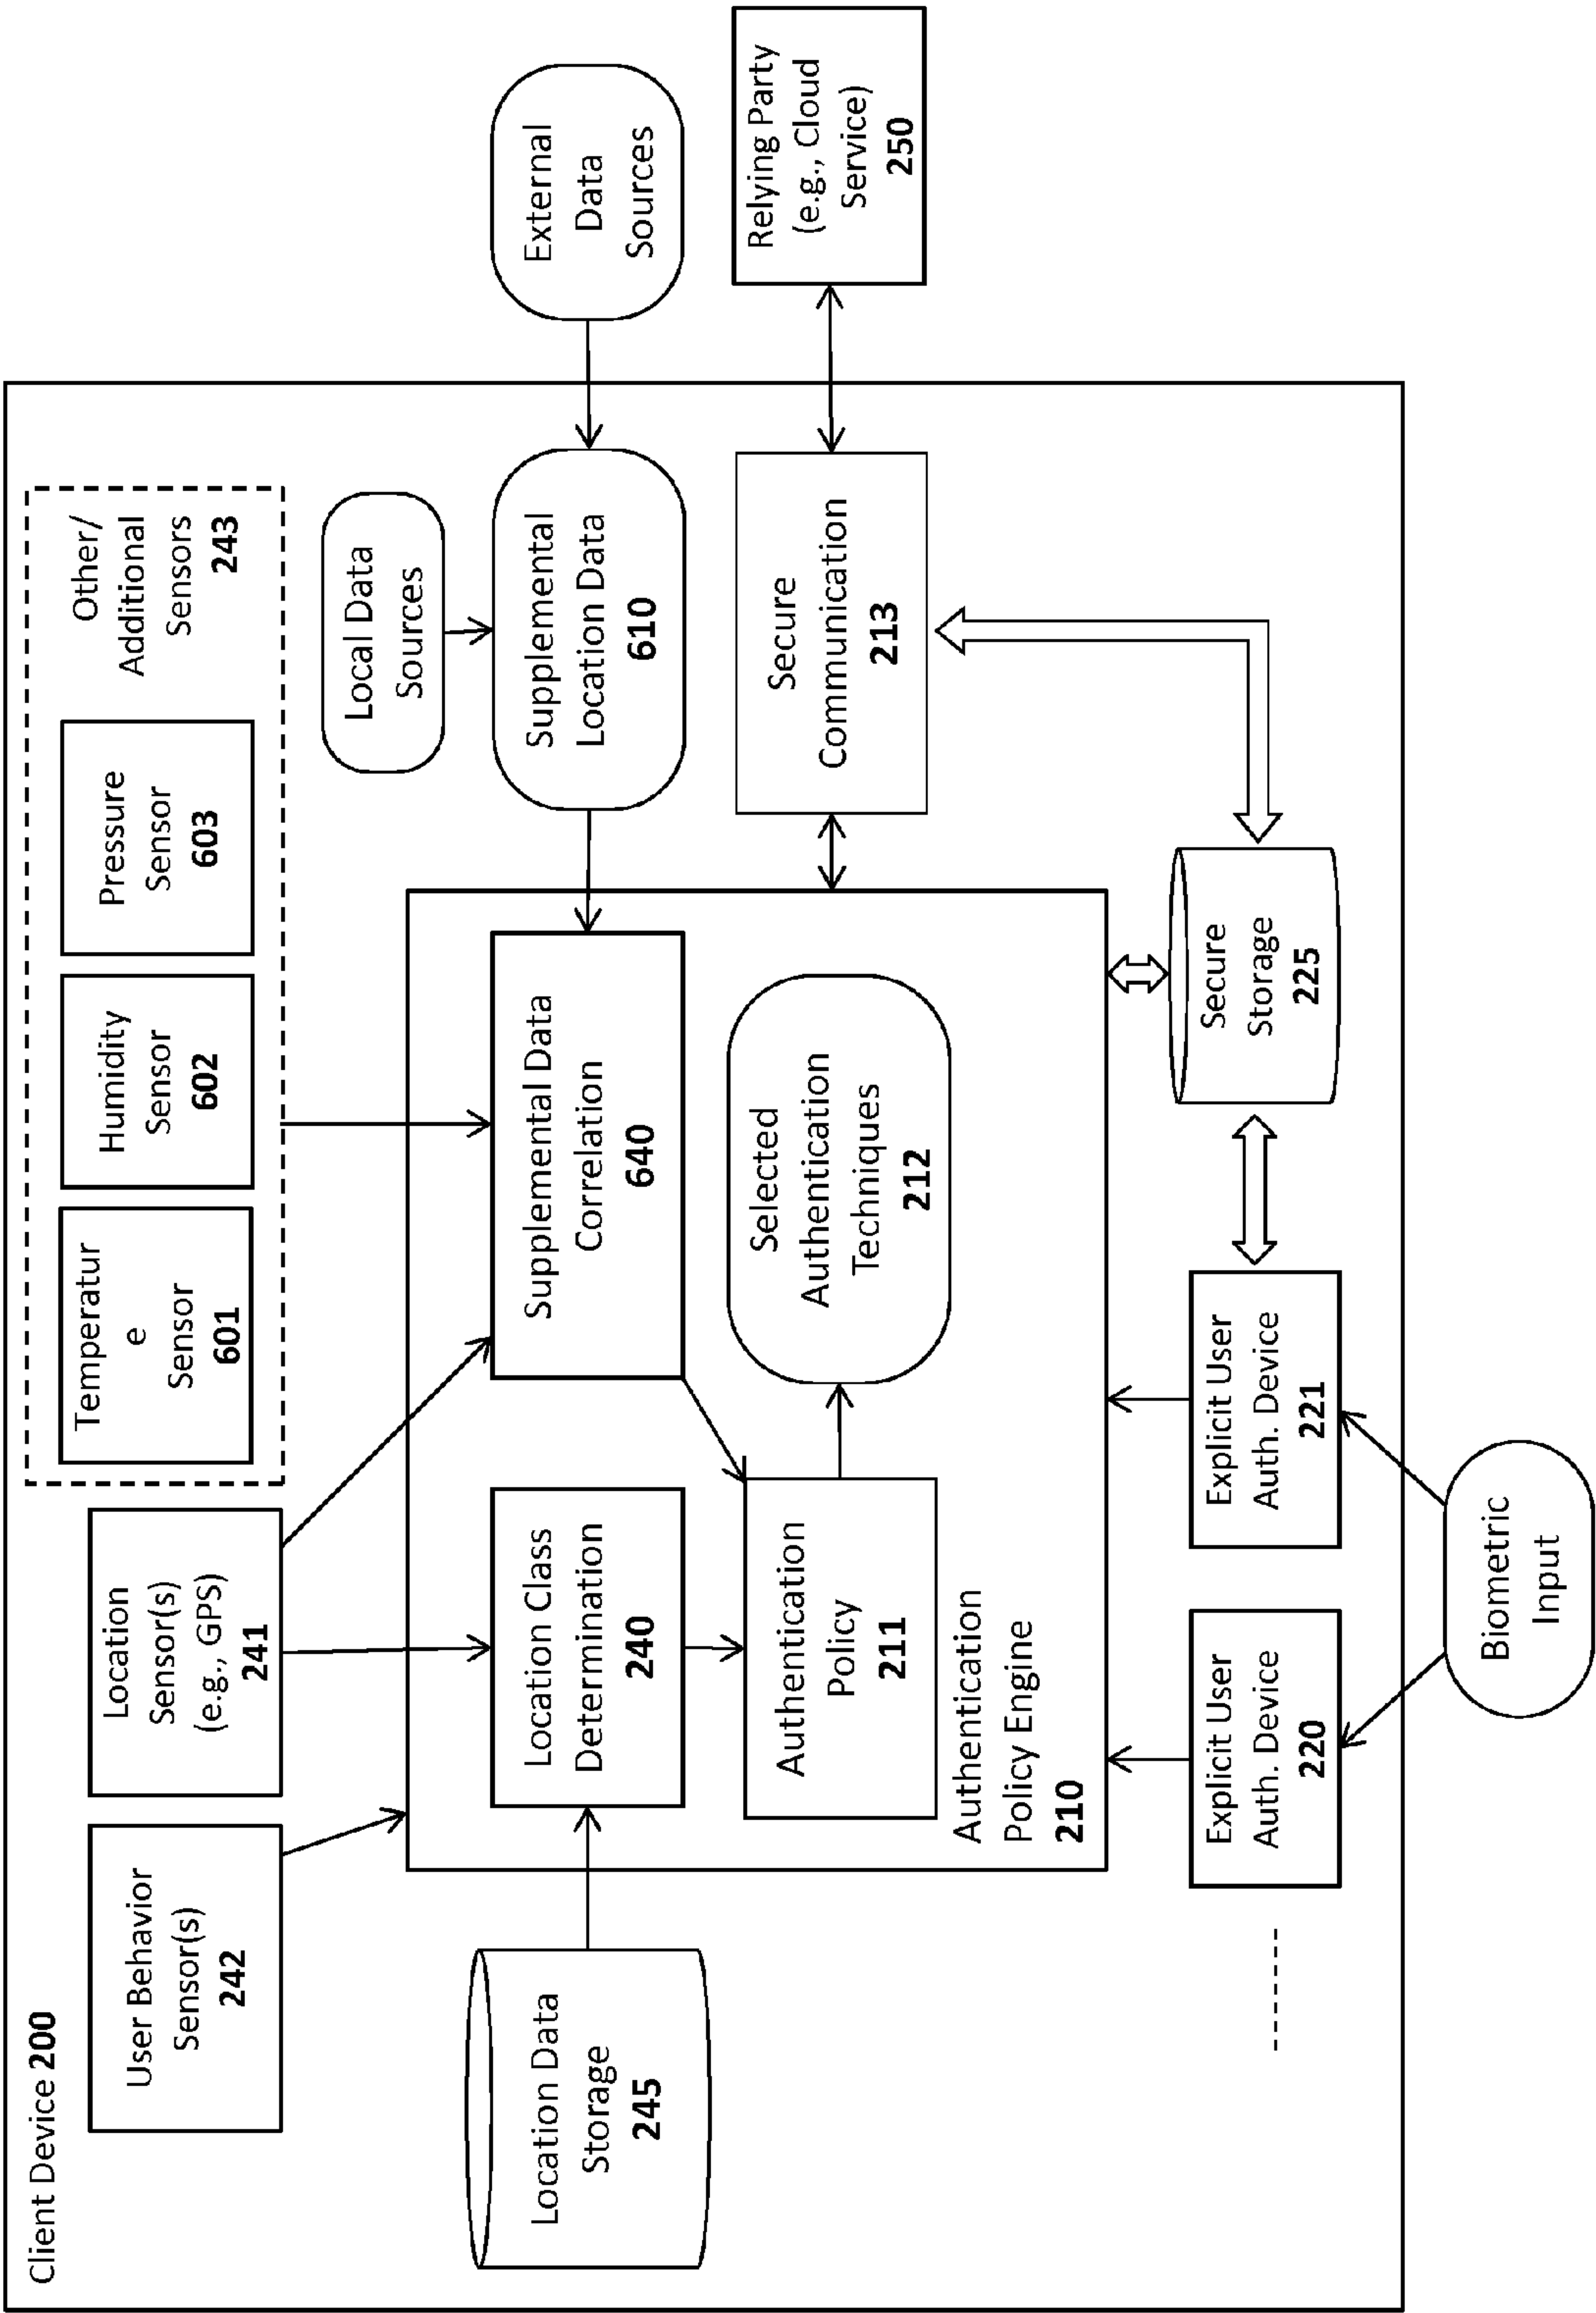 Client Device 200
User Behavior
Sensor(s)
242
Location
Sensor(s)
(e.g., GPS)
241
Temperatur
e
Sensor
601
Humidity
Sensor
602
Pressure
Sensor
603
Other/
Additional
Sensors
243
Local Data
Sources
Location Data
Storage
245
Location Class
Determination
240
Supplemental Data
Correlation
640
Supplemental
Location Data
610
External
Data
Sources
Authentication
Policy
211
Selected
Authentication
Techniques
212
Secure
Communication
213
Relying Party
(e.g., Cloud
Service)
250
Authentication
Policy Engine
210
Explicit User
Auth. Device
220
Explicit User
Auth. Device
221
Secure
Storage
225
Biometric
Input